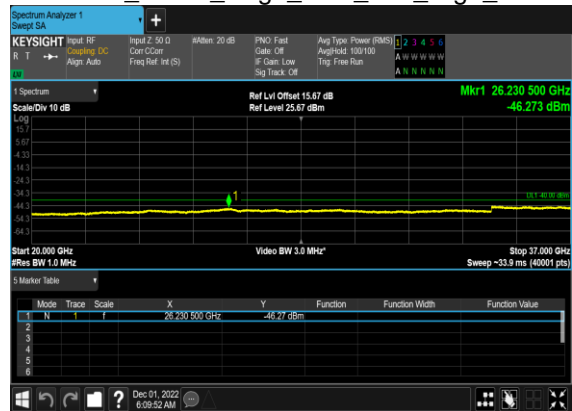 Spectrum Analyzer 1
Swept SA
+
KEYSIGHT Input: RF Input Z: 50 Ω #Atten: 20 dB PNO: Fast Avg Type: Power (RMS) 1 2 3 4 5 6
R T Coupling: DC Corr CCorr Gate: Off Avg|Hold: 100/100 A W W W W W
Align: Auto Freq Ref: Int (S) IF Gain: Low Trig: Free Run
LW Sig Track: Off A N N N N N
1 Spectrum Ref Lvl Offset 15.67 dB Mkr1 26.230 500 GHz
Scale/Div 10 dB Ref Level 25.67 dBm -46.273 dBm
Log
15.7
5.67
-4.33
-14.3
-24.3
-34.3 1 DL1 -40.00 dBm
-44.3
-54.3
-64.3
Start 20.000 GHz Video BW 3.0 MHz* Stop 37.000 GHz
#Res BW 1.0 MHz Sweep ~33.9 ms (40001 pts)
5 Marker Table
Mode Trace Scale X Y Function Function Width Function Value
1 N 1 f 26.230 500 GHz -46.27 dBm
2
3
4
5
6
? Dec 01, 2022
6:09:52 AM